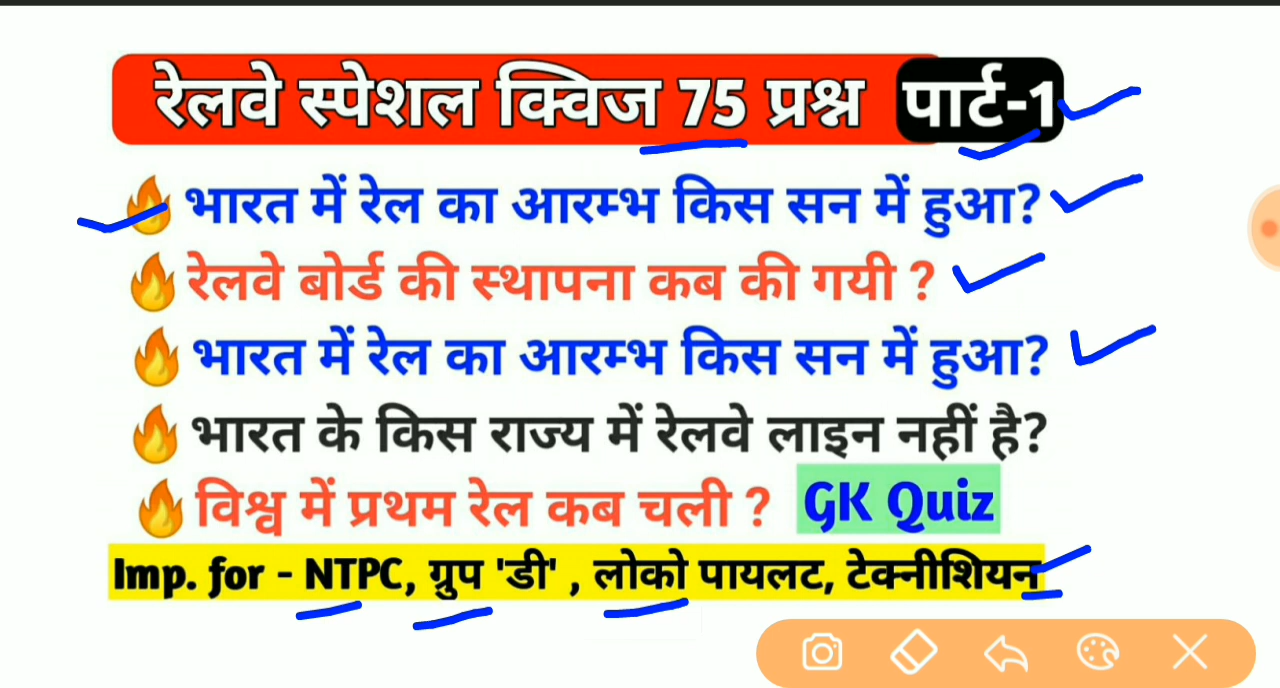 रेलवे स्पेशल क्विज 75 प्रश्न पार्ट-1
भारत में रेल का आरम्भ किस सन में हुआ?
रेलवे बोर्ड की स्थापना कब की गयी ?
भारत में रेल का आरम्भ किस सन में हुआ?
भारत के किस राज्य में रेलवे लाइन नहीं है?
विश्व में प्रथम रेल कब चली ? GK Quiz
Imp. for - NTPC, ग्रुप 'डी' , लोको पायलट, टेक्नीशियन